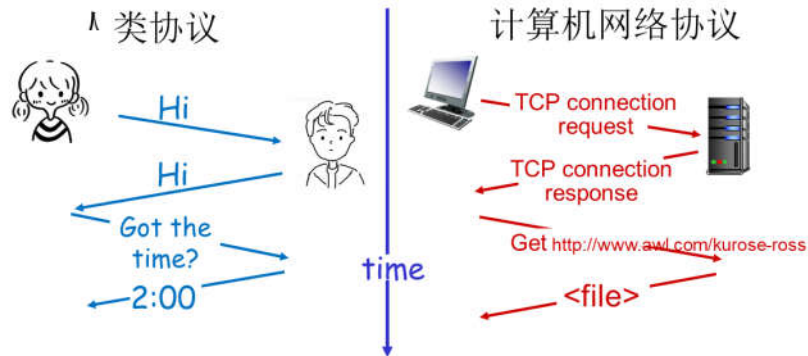 人类协议
Hi
Hi
Got the
time?
2:00
time
计算机网络协议
TCP connection
request
TCP connection
response
Get http://www.awl.com/kurose-ross
<file>